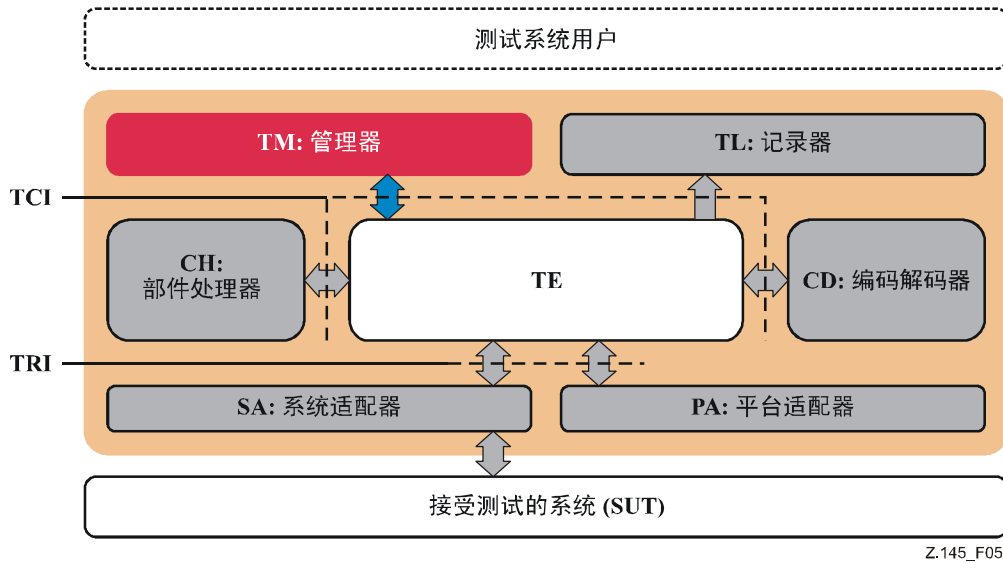 测试系统用户
TM: 管理器
TL: 记录器
TCI
CH:
部件处理器
TE
CD: 编码解码器
TRI
SA: 系统适配器
PA: 平台适配器
接受测试的系统 (SUT)
Z.145_F05